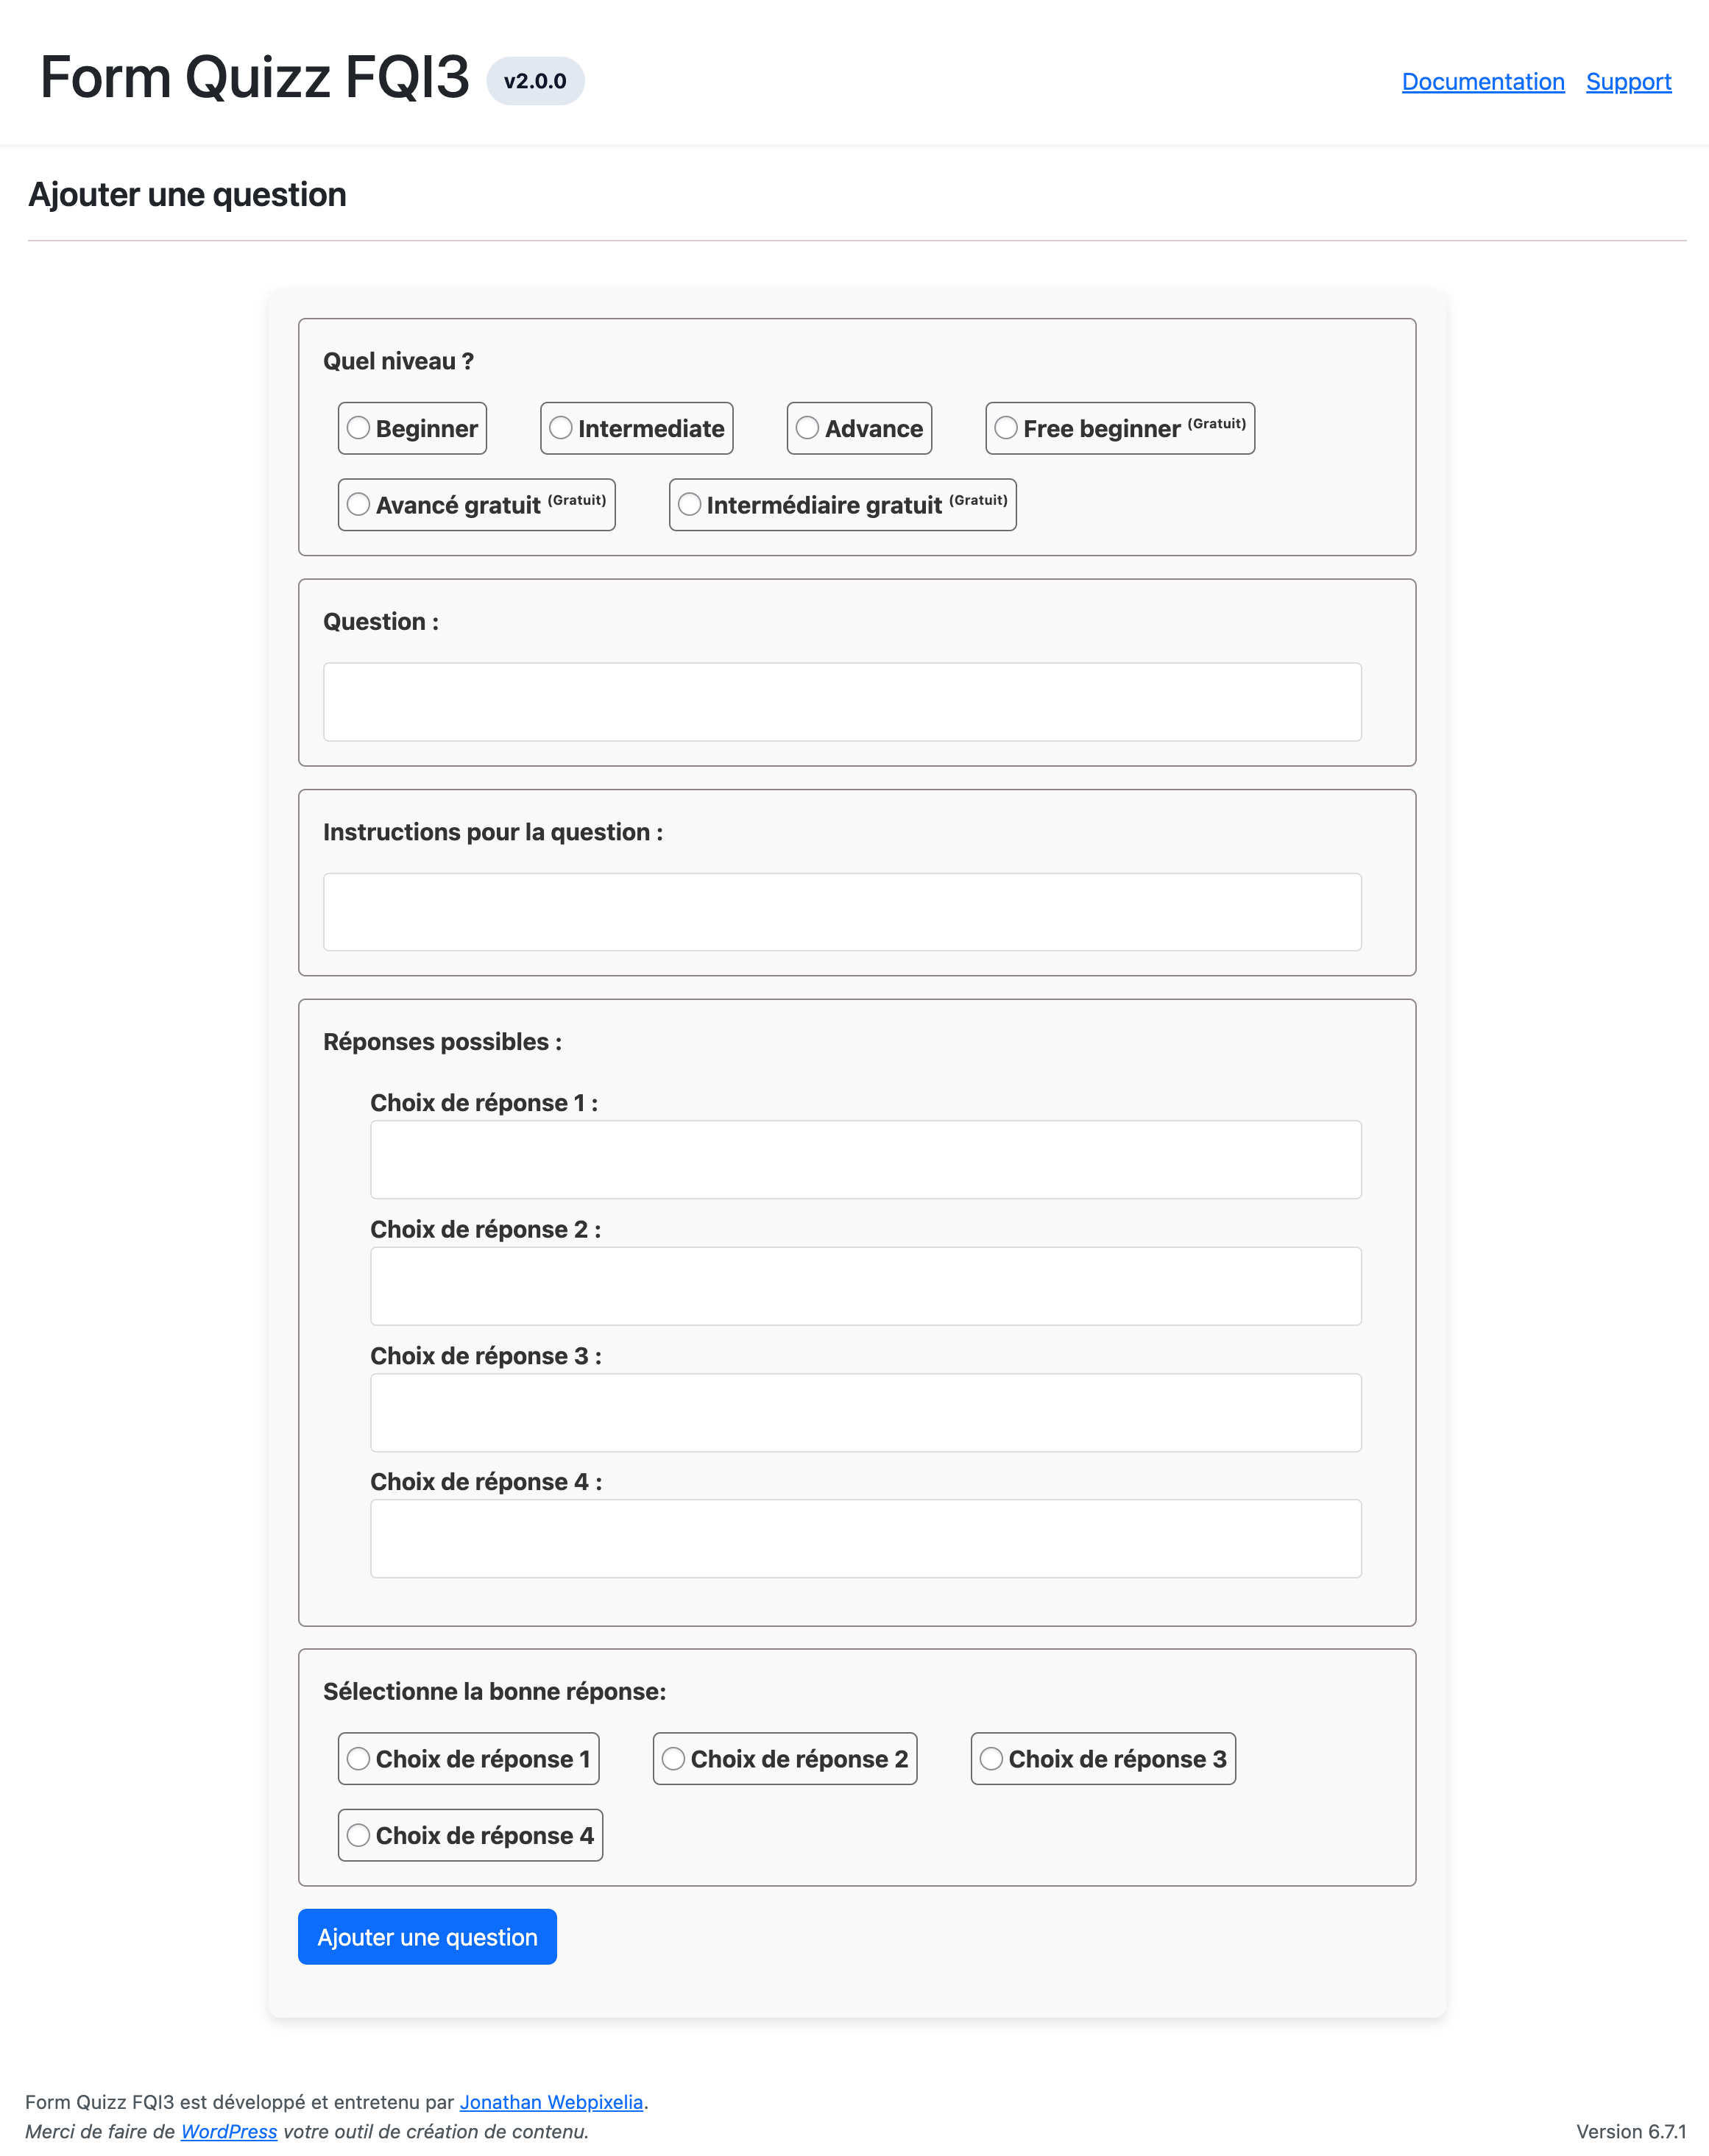 Form Quizz FQI3 v2.0.0
Documentation Support
Ajouter une question
Quel niveau ?
Beginner Intermediate Advance Free beginner (Gratuit)
Avancé gratuit (Gratuit) Intermédiaire gratuit (Gratuit)
Question :
Instructions pour la question :
Réponses possibles :
Choix de réponse 1 :
Choix de réponse 2 :
Choix de réponse 3 :
Choix de réponse 4 :
Sélectionne la bonne réponse:
Choix de réponse 1 Choix de réponse 2 Choix de réponse 3
Choix de réponse 4
Ajouter une question
Form Quizz FQI3 est développé et entretenu par Jonathan Webpixelia.
Merci de faire de WordPress votre outil de création de contenu. Version 6.7.1